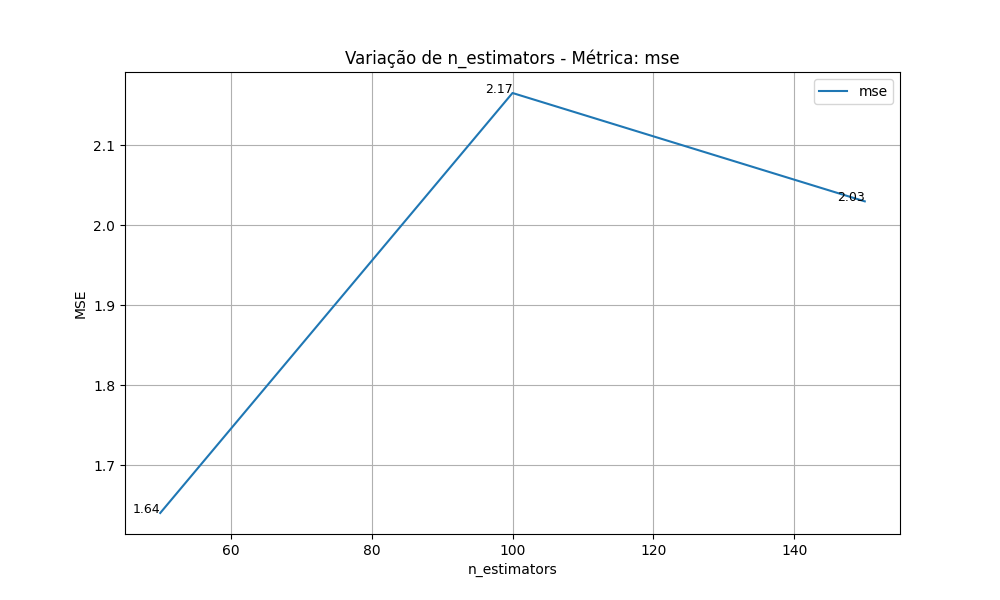 Variação de n_estimators - Métrica: mse
mse
2.17
2.03
1.64
2.1
2.0
1.9
1.8
1.7
MSE
60 80 100 120 140
n_estimators